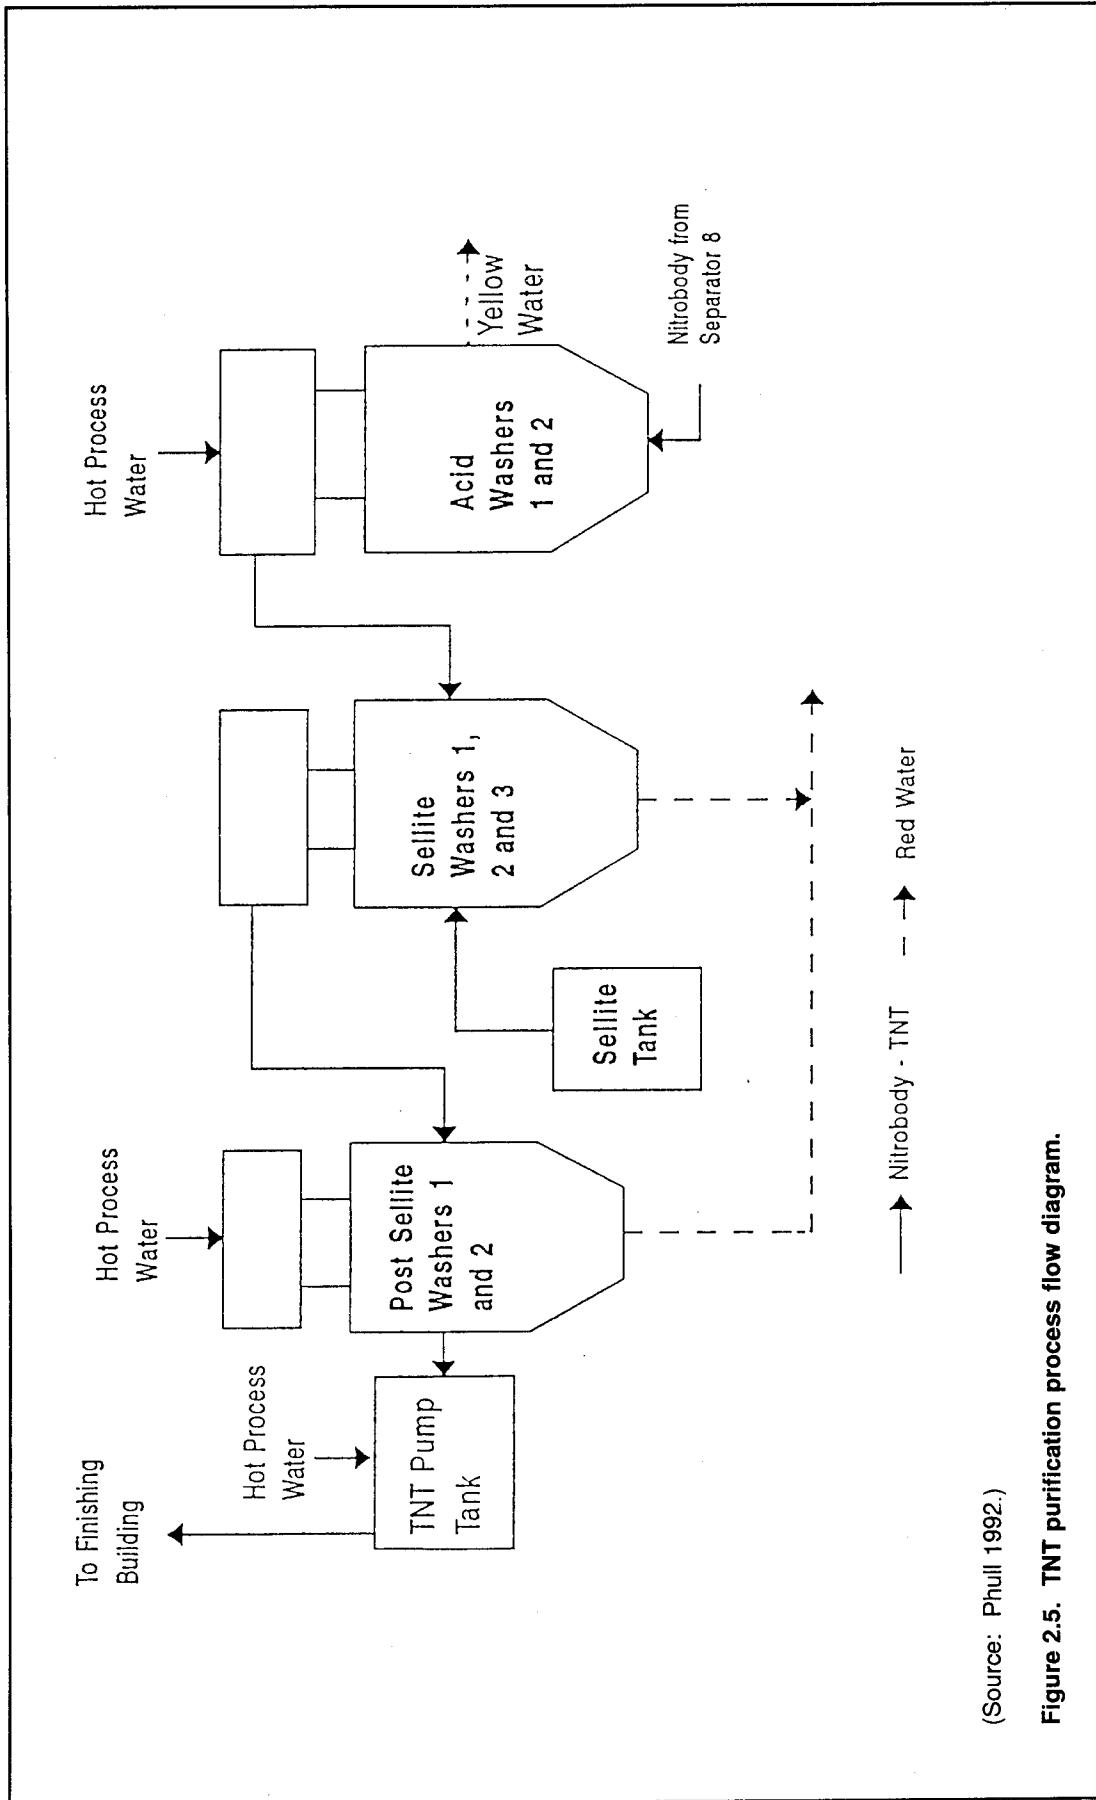 To Finishing
Building
Hot Process
Water
TNT Pump
Tank
Hot Process
Water
Post Sellite
Washers 1
and 2
Sellite
Tank
Sellite
Washers 1,
2 and 3
Hot Process
Water
Acid
Washers
1 and 2
Yellow
Water
Nitrobody from
Separator 8
Nitrobody - TNT
Red Water
(Source: Phull 1992.)
Figure 2.5. TNT purification process flow diagram.